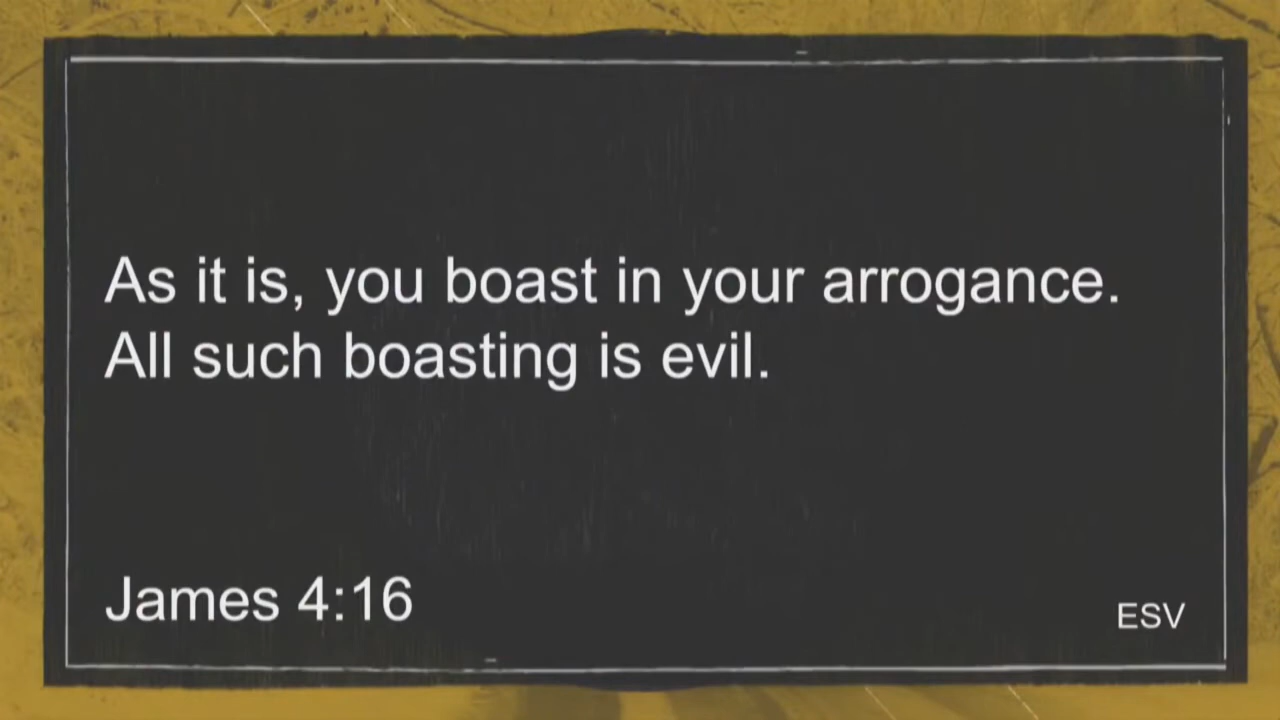 As it is, you boast in your arrogance.
All such boasting is evil.
James 4:16
ESV